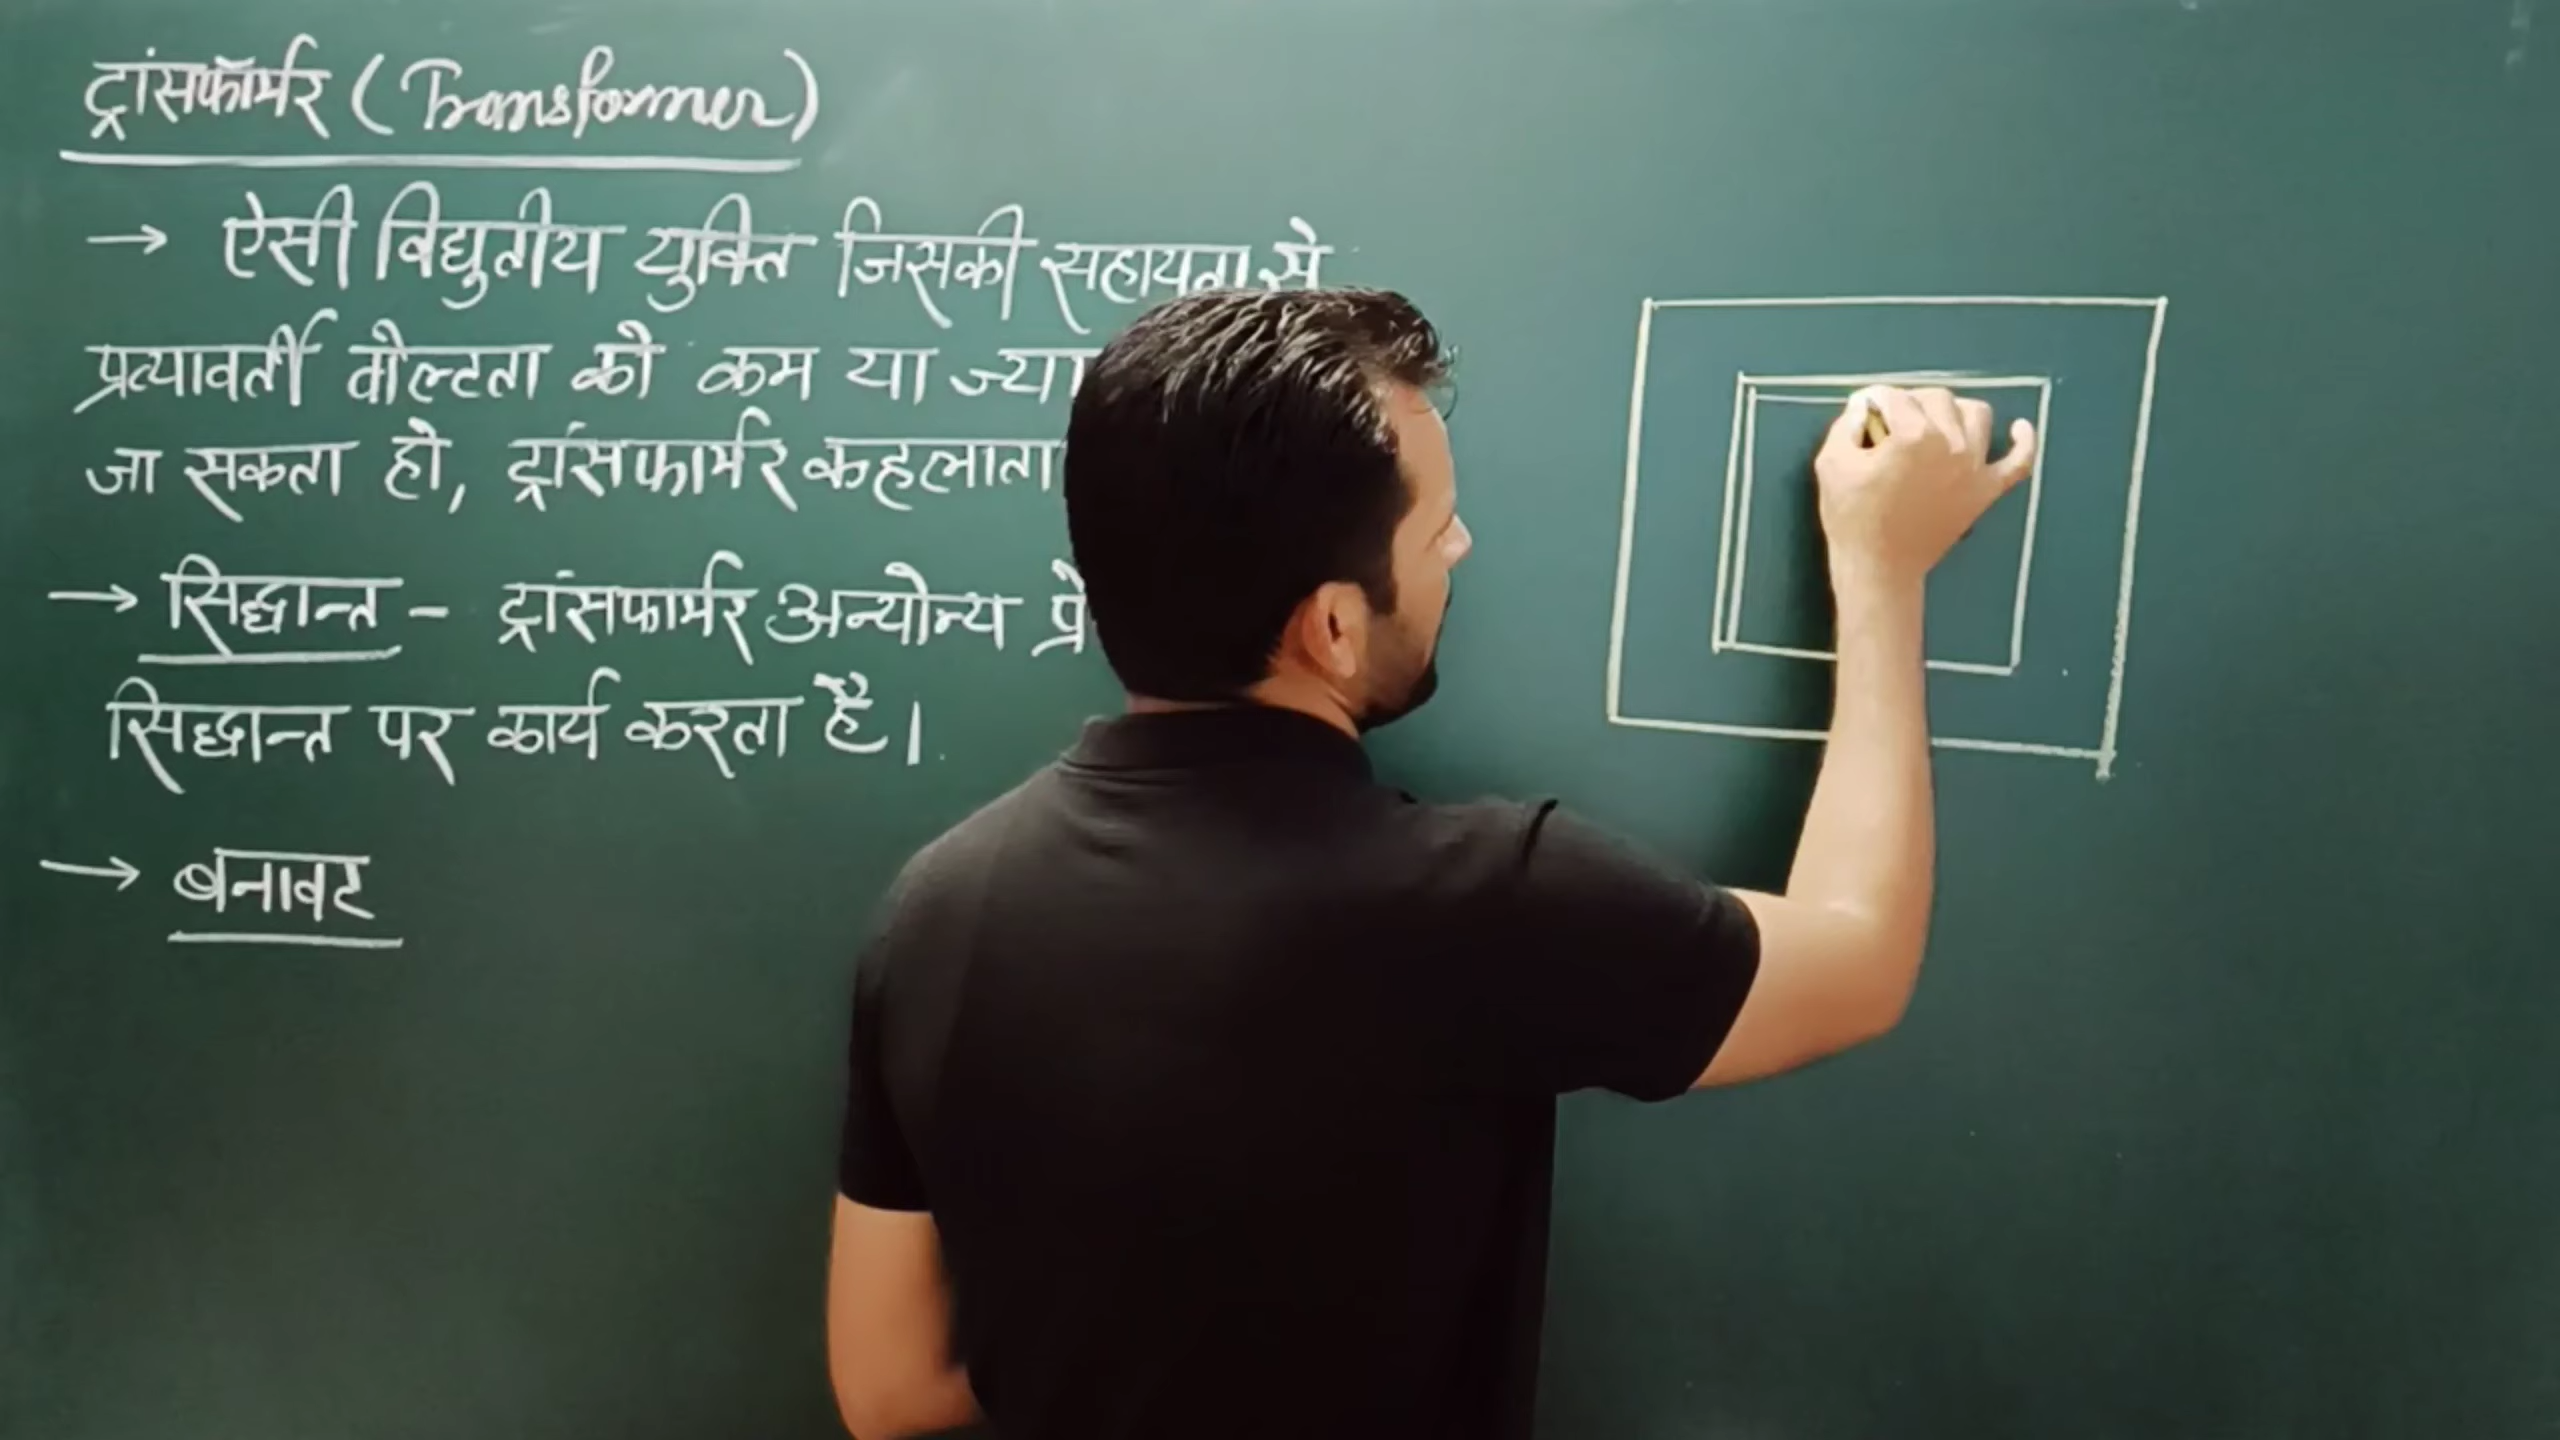 ट्रांसफॉर्मर (Transformer)
→ ऐसी विद्युतीय युक्ति जिसकी सहायता से
प्रत्यावर्ती वोल्टता को कम या ज्या
जा सकता हो, ट्रांसफार्मर कहलाता
→ सिद्धान्त - ट्रांसफार्मर अन्योन्य प्रे
सिद्धान्त पर कार्य करता है।
→ बनावट